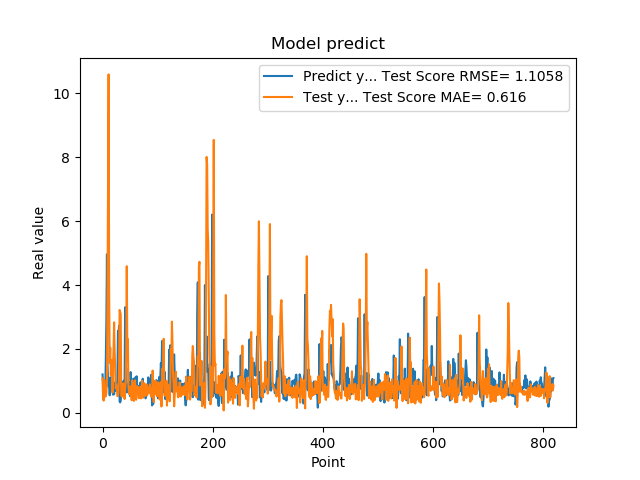 Model predict
Predict y... Test Score RMSE= 1.1058
Test y... Test Score MAE= 0.616
10
8
6
4
2
0
Real value
0 200 400 600 800
Point